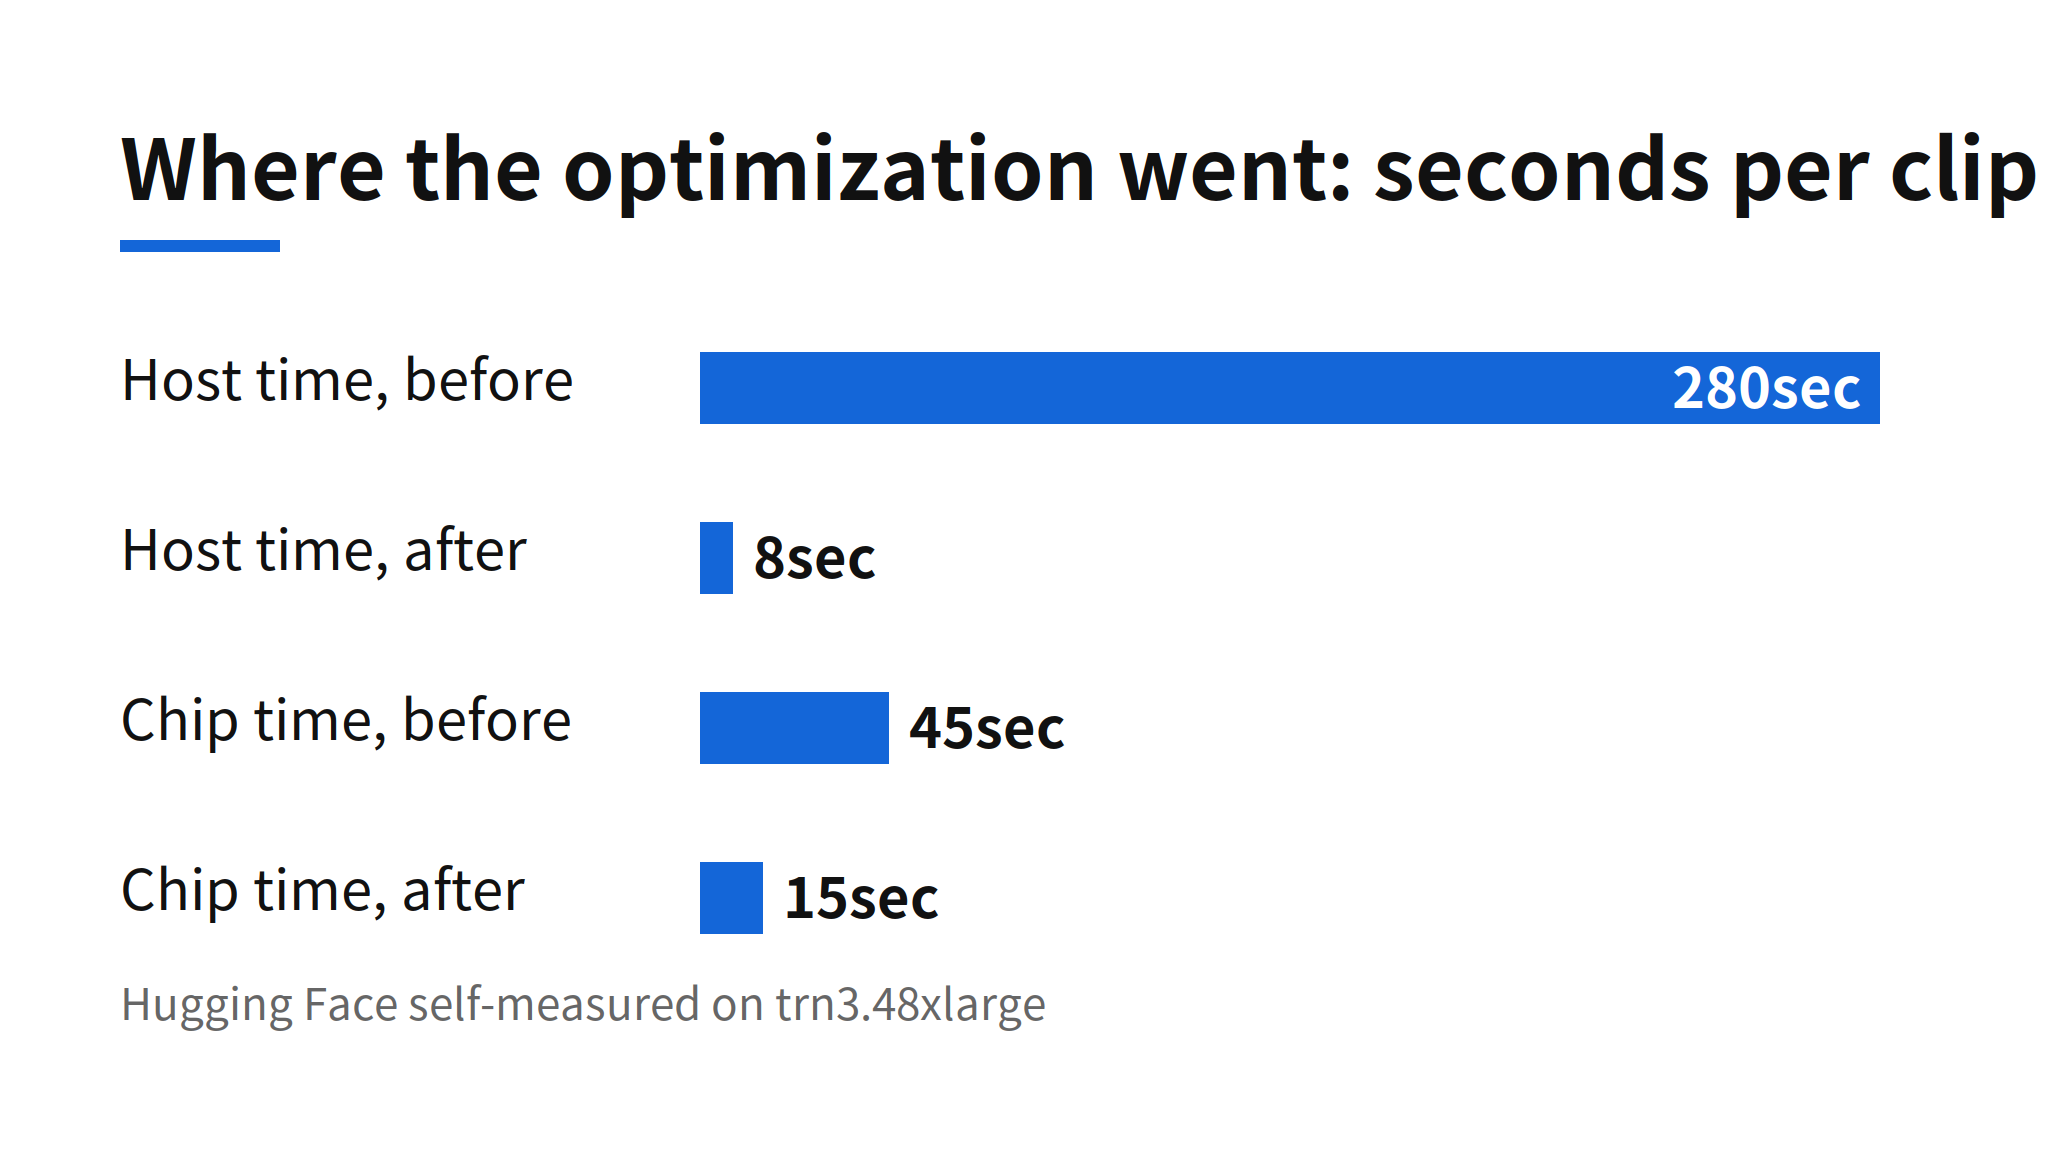 Where the optimization went: seconds per clip
Host time, before
280sec
Host time, after
8sec
Chip time, before
45sec
Chip time, after
15sec
Hugging Face self-measured on trn3.48xlarge